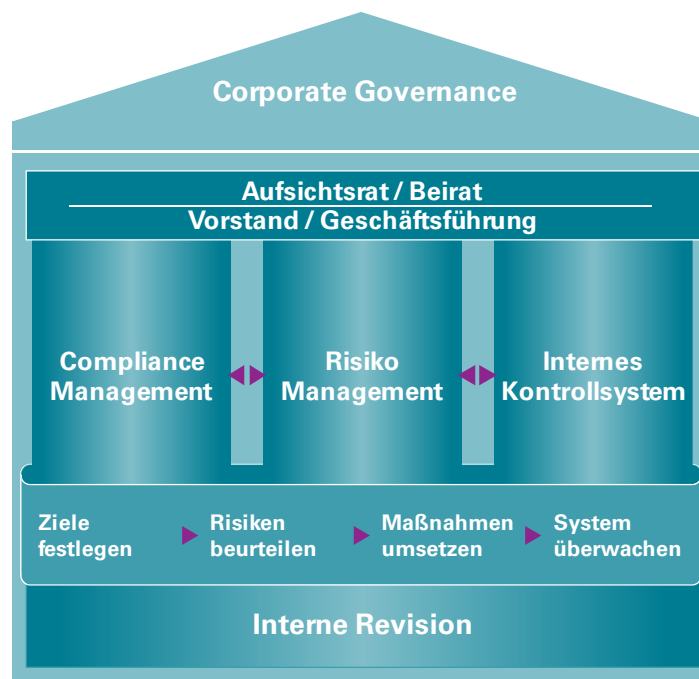 Corporate Governance
Aufsichtsrat / Beirat
Vorstand / Geschäftsführung
Compliance
Management
Risiko
Management
Internes
Kontrollsystem
Ziele
festlegen
Risiken
beurteilen
Maßnahmen
umsetzen
System
überwachen
Interne Revision